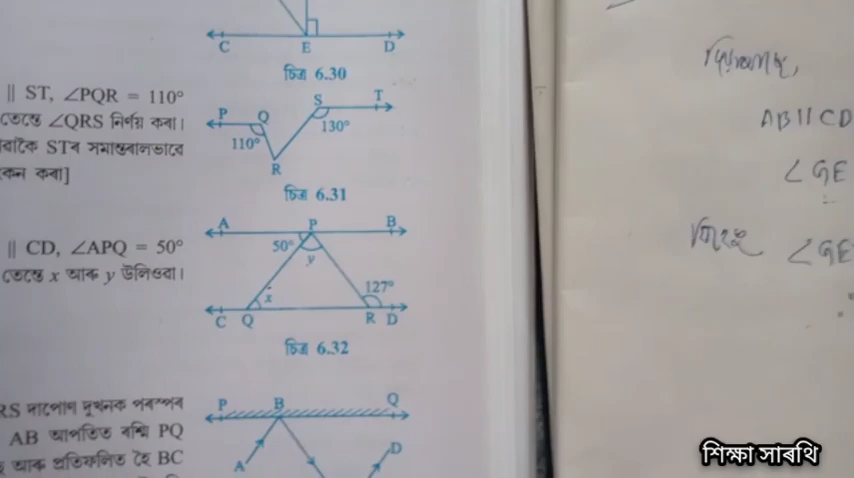 C E D
চিত্ৰ 6.30
|| ST, ∠PQR = 110°
তেন্তে ∠QRS নিৰ্ণয় কৰা।
STৰ সমান্তৰালভাৱে
কৰা]
P Q S T
110° 130°
R
চিত্ৰ 6.31
A P B
|| CD, ∠APQ = 50°
তেন্তে x আৰু y উলিওৱা।
50° y
x 127°
C Q R D
চিত্ৰ 6.32
RS দাপোণ দুখনক পৰস্পৰ
AB আপতিত ৰশ্মি PQ
আৰু প্ৰতিফলিত হৈ BC
P B Q
A D
AB || CD
∠GE
∠GE
শিক্ষা সাৰথি